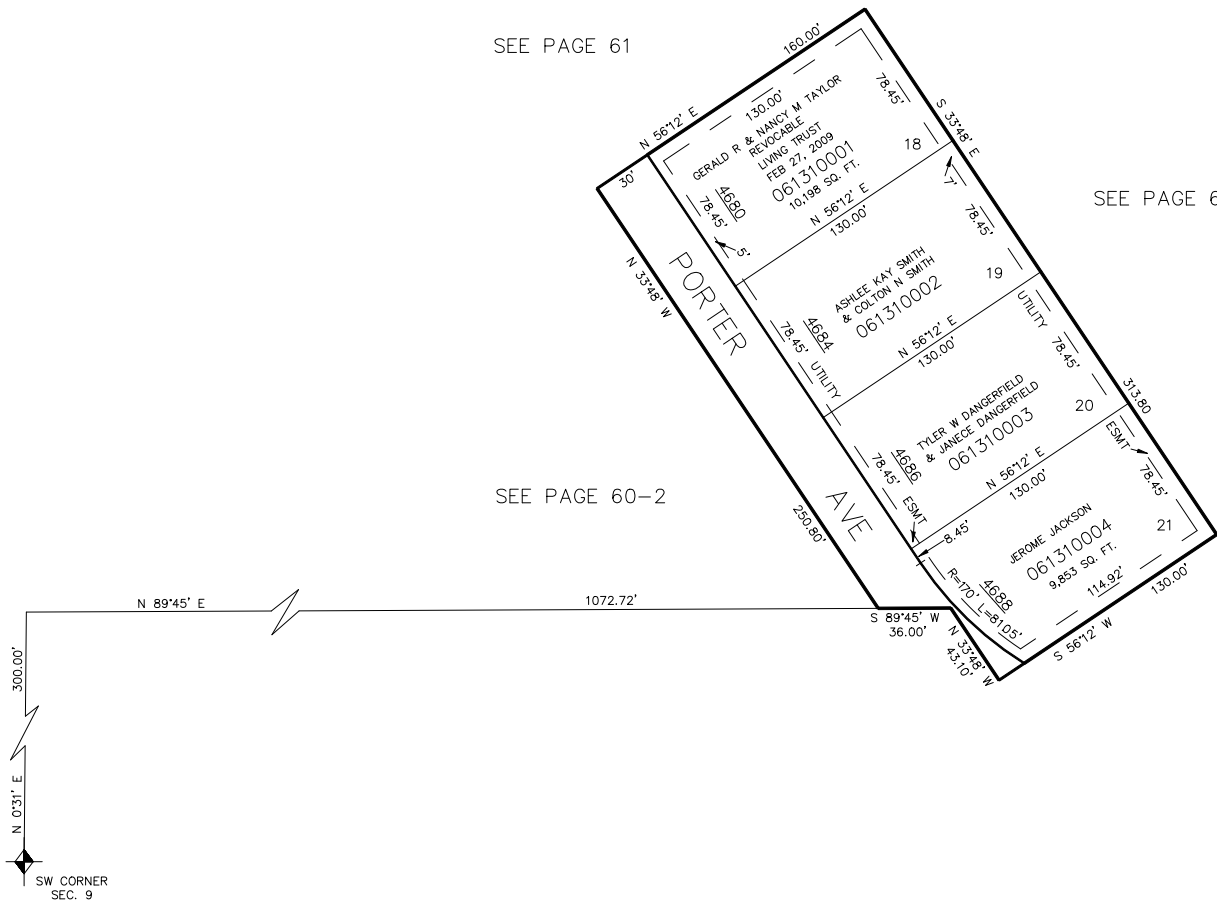 SEE PAGE 61
160.00'
N 56°12' E
130.00'
78.45'
S 33°48' E
GERALD R & NANCY M TAYLOR
REVOCABLE
LIVING TRUST
FEB 27, 2009
061310001
10,198 SQ. FT.
18
30'
4680
78.45'
5'
N 56°12' E
130.00'
7'
SEE PAGE 6
78.45'
N 33°48' W
PORTER
AVE
ASHLEE KAY SMITH
& COLTON N SMITH
061310002
19
4684
78.45'
UTILITY
N 56°12' E
130.00'
UTILITY
78.45'
313.80
TYLER W DANGERFIELD
& JANECE DANGERFIELD
061310003
20
4686
78.45'
ESMT
N 56°12' E
130.00'
ESMT
78.45'
SEE PAGE 60-2
250.80'
8.45'
JEROME JACKSON
061310004
9,853 SQ. FT.
21
4688
R=170' L=81.05'
114.92'
130.00'
S 56°12' W
N 89°45' E
1072.72'
S 89°45' W
36.00'
N 33°48' W
43.10'
300.00'
N 0°31' E
SW CORNER
SEC. 9